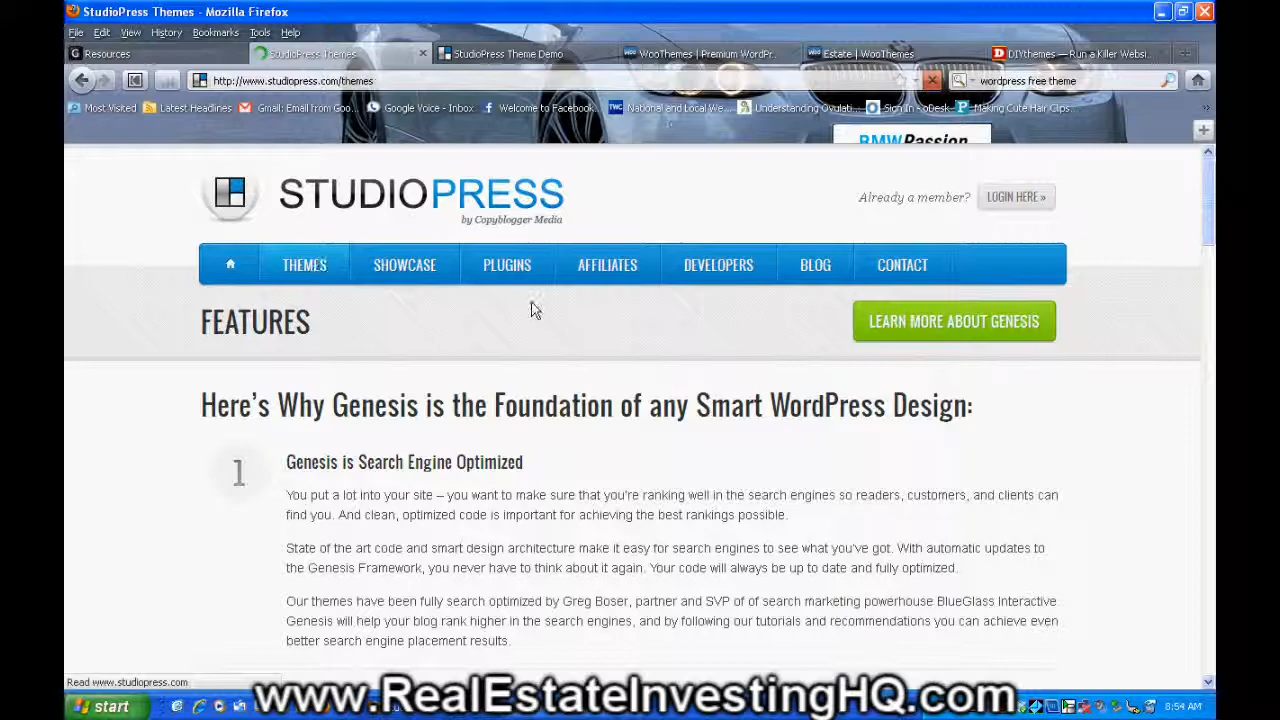 StudioPress Themes - Mozilla Firefox
File Edit View History Bookmarks Tools Help
Resources
StudioPress Themes
StudioPress Theme Demo
WooThemes | Premium WordPr...
Estate | WooThemes
DIYthemes — Run a Killer Websi...
http://www.studiopress.com/themes
wordpress free theme
Most Visited
Latest Headlines
Gmail: Email from Goo...
Google Voice - Inbox
Welcome to Facebook...
National and Local We...
Understanding Ovulati...
Sign In - oDesk
Making Cute Hair Clips...
BMWPassion
STUDIOPRESS
by Copyblogger Media
Already a member? LOGIN HERE »
THEMES SHOWCASE PLUGINS AFFILIATES DEVELOPERS BLOG CONTACT
FEATURES
LEARN MORE ABOUT GENESIS
Here's Why Genesis is the Foundation of any Smart WordPress Design:
1
Genesis is Search Engine Optimized
You put a lot into your site – you want to make sure that you're ranking well in the search engines so readers, customers, and clients can
find you. And clean, optimized code is important for achieving the best rankings possible.
State of the art code and smart design architecture make it easy for search engines to see what you've got. With automatic updates to
the Genesis Framework, you never have to think about it again. Your code will always be up to date and fully optimized.
Our themes have been fully search optimized by Greg Boser, partner and SVP of of search marketing powerhouse BlueGlass Interactive
Genesis will help your blog rank higher in the search engines, and by following our tutorials and recommendations you can achieve even
better search engine placement results.
Read www.studiopress.com
www.RealEstateInvestingHQ.com
start
8:54 AM